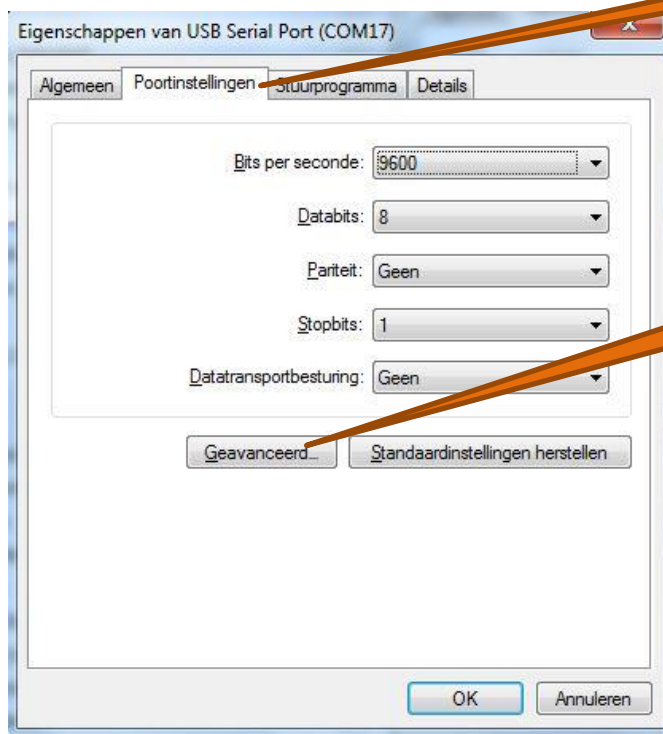 Eigenschappen van USB Serial Port (COM17)
Algemeen Poortinstellingen Stuurprogramma Details
Bits per seconde: 9600
Databits: 8
Pariteit: Geen
Stopbits: 1
Datatransportbesturing: Geen
Geavanceerd... Standaardinstellingen herstellen
OK Annuleren